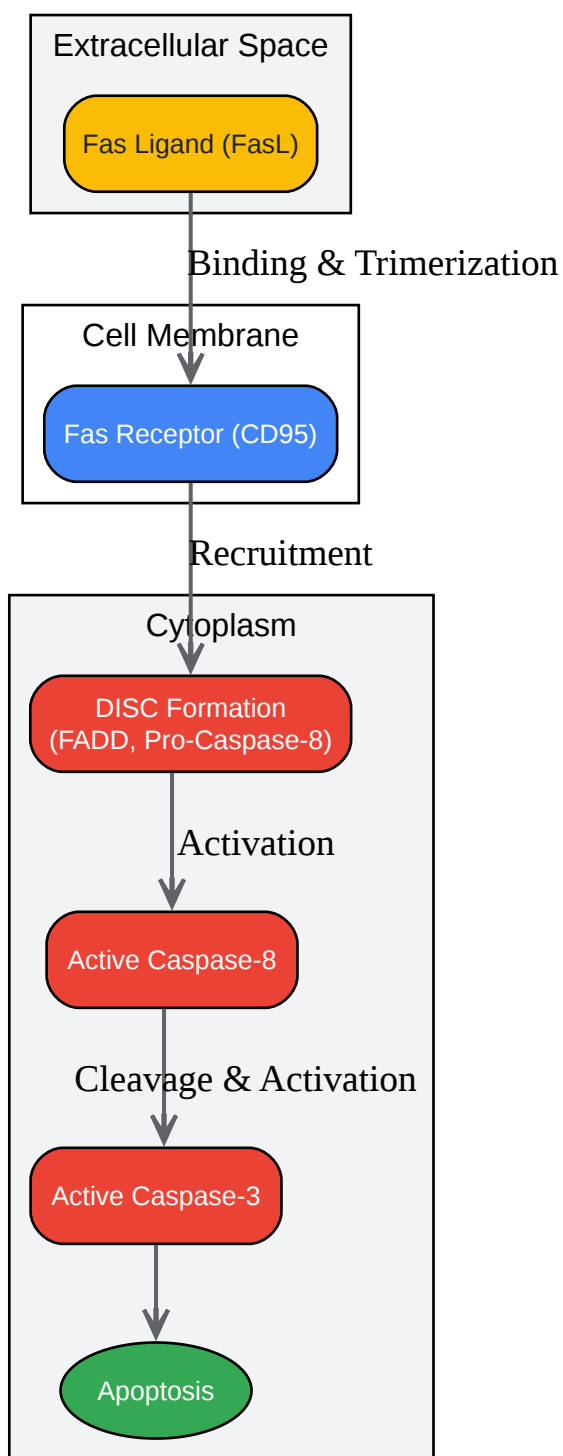 Extracellular Space
Fas Ligand (FasL)
Binding & Trimerization
Cell Membrane
Fas Receptor (CD95)
Recruitment
Cytoplasm
DISC Formation
(FADD, Pro-Caspase-8)
Activation
Active Caspase-8
Cleavage & Activation
Active Caspase-3
Apoptosis